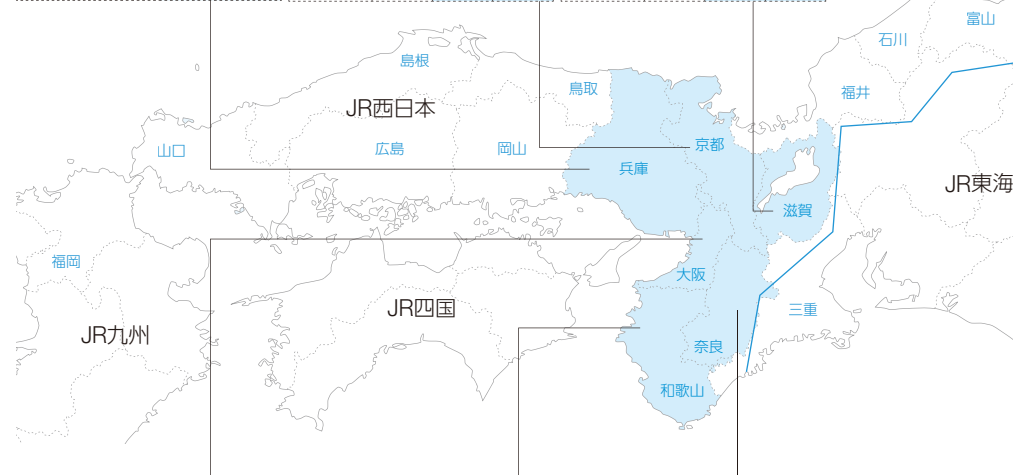 富山
石川
島根
鳥取
福井
JR西日本
京都
広島
岡山
山口
兵庫
JR東海
滋賀
福岡
大阪
JR四国
三重
JR九州
奈良
和歌山